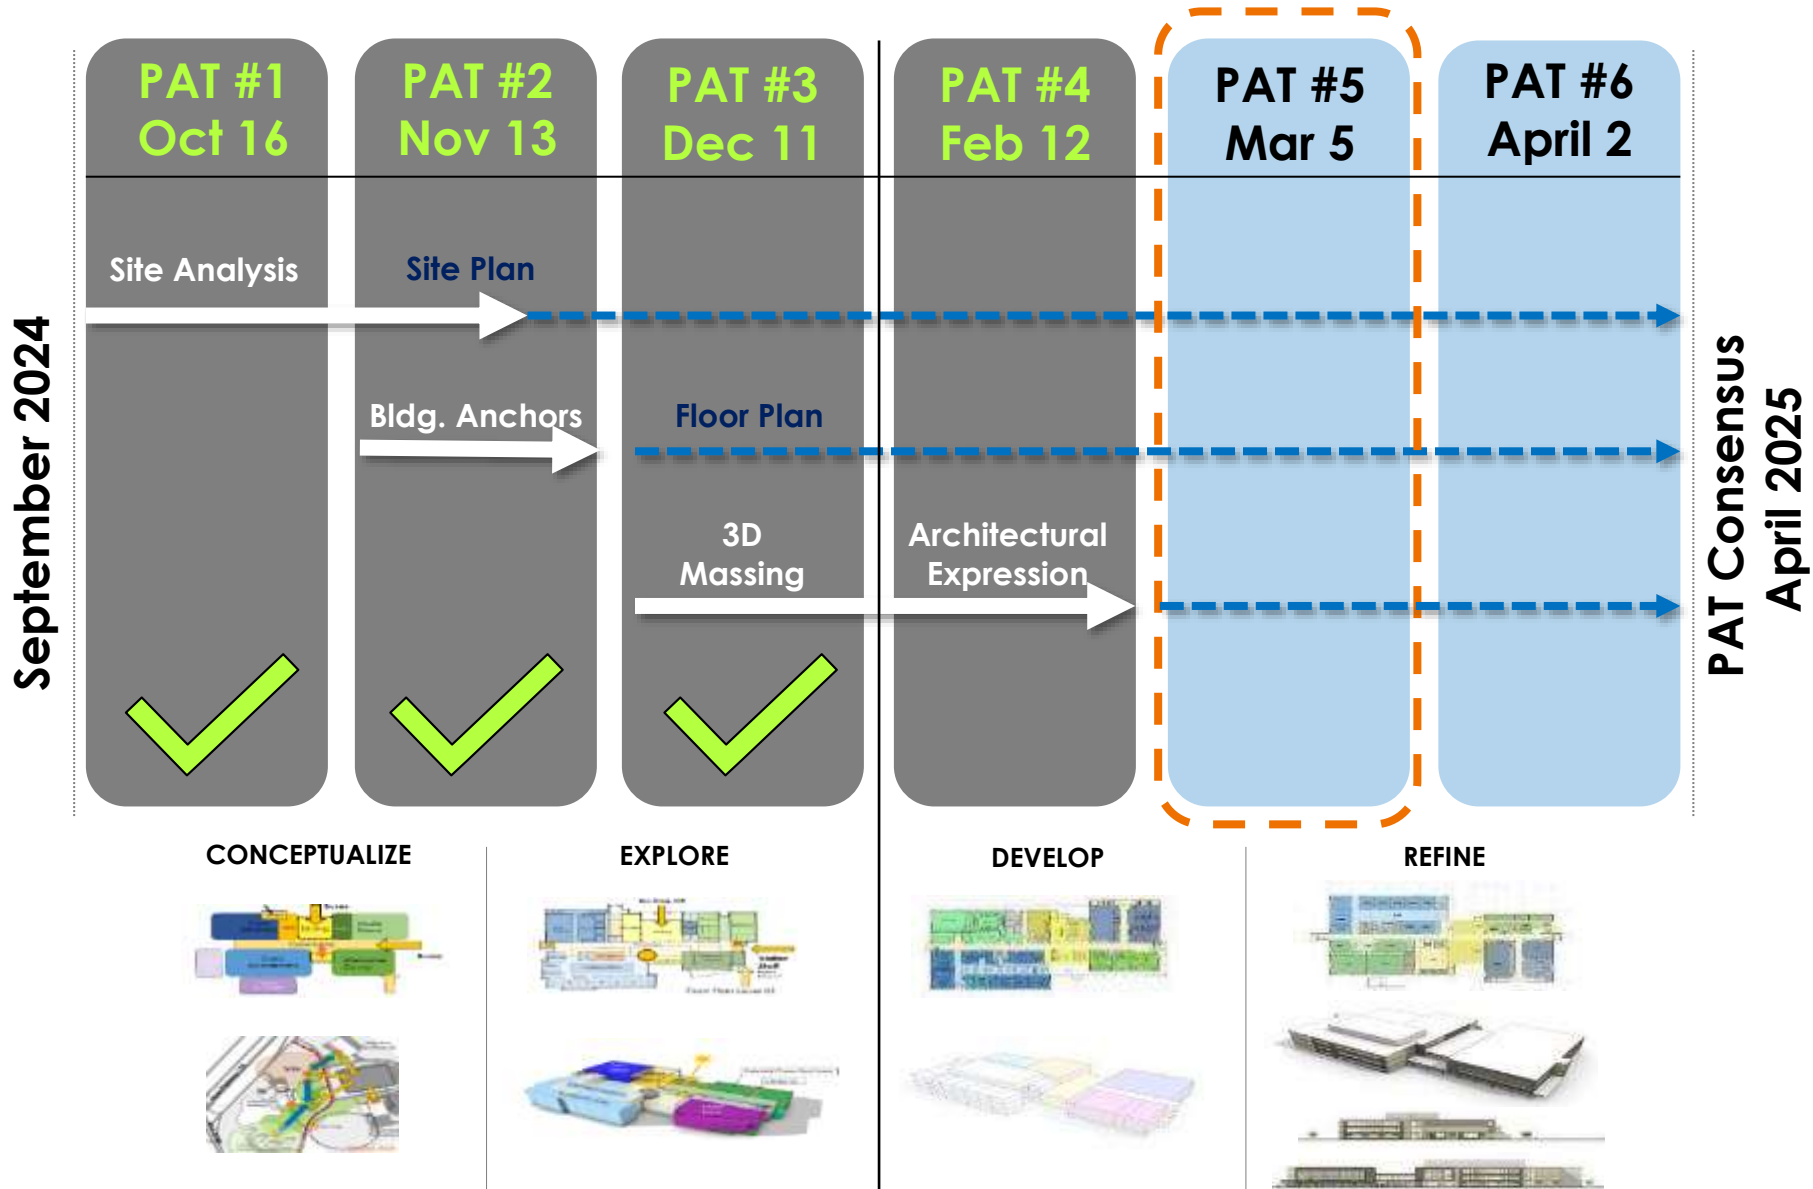 PAT #1
Oct 16
PAT #2
Nov 13
PAT #3
Dec 11
PAT #4
Feb 12
PAT #5
Mar 5
PAT #6
April 2
September 2024
Site Analysis
Site Plan
Bldg. Anchors
Floor Plan
3D
Massing
Architectural
Expression
PAT Consensus
April 2025
CONCEPTUALIZE
EXPLORE
DEVELOP
REFINE